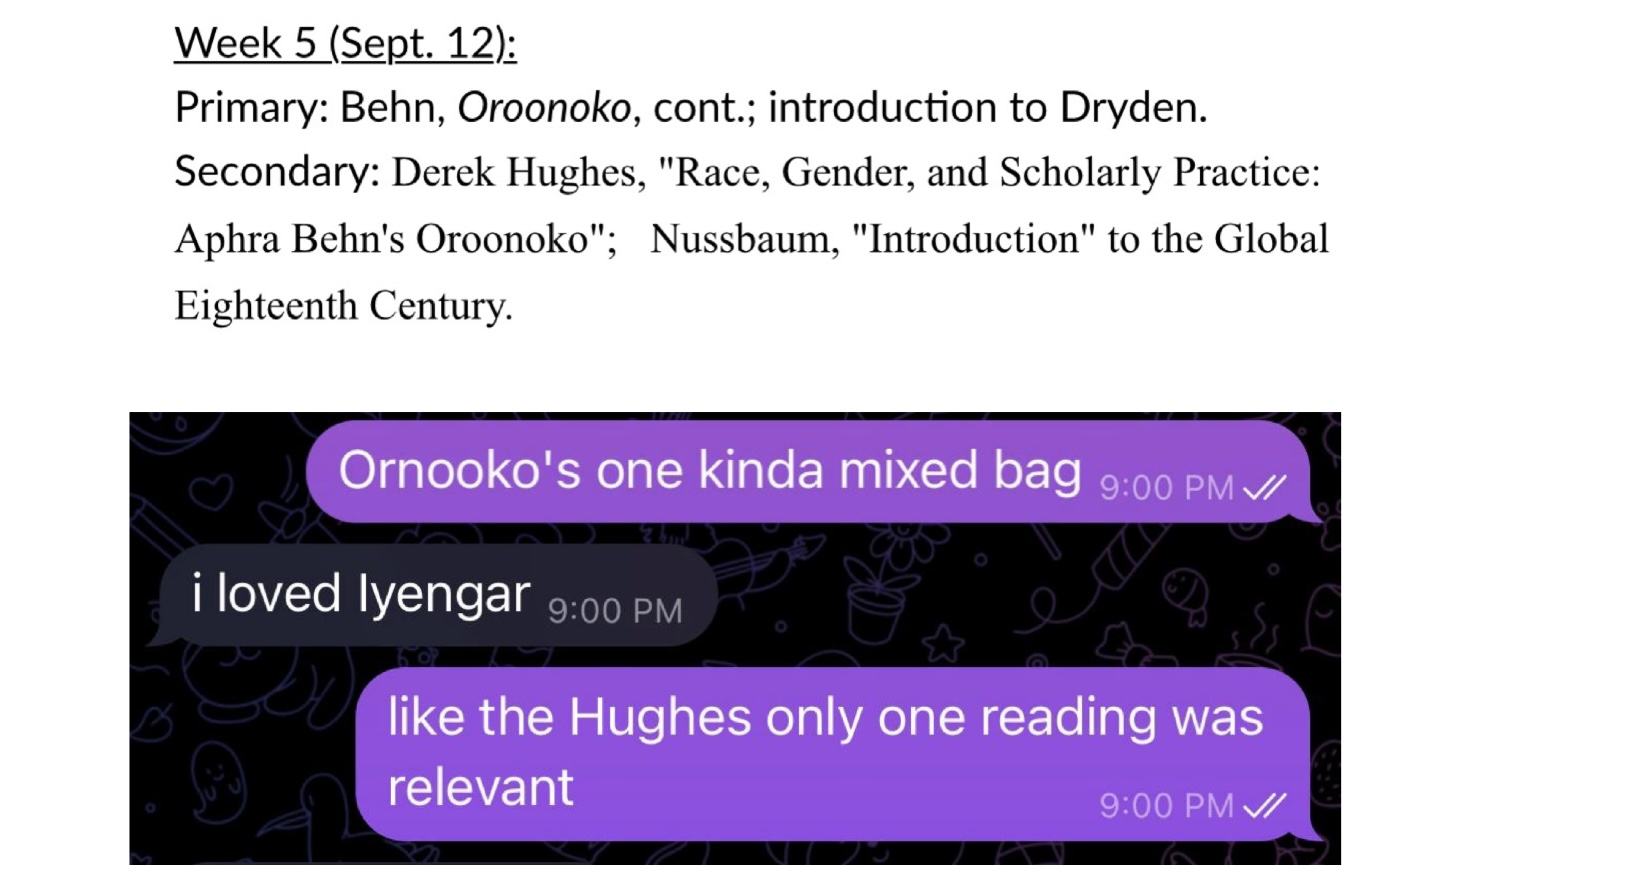 Week 5 (Sept. 12):
Primary: Behn, Oroonoko, cont.; introduction to Dryden.
Secondary: Derek Hughes, "Race, Gender, and Scholarly Practice:
Aphra Behn's Oroonoko";   Nussbaum, "Introduction" to the Global
Eighteenth Century.
Ornooko's one kinda mixed bag 9:00 PM
i loved Iyengar 9:00 PM
like the Hughes only one reading was
relevant 9:00 PM